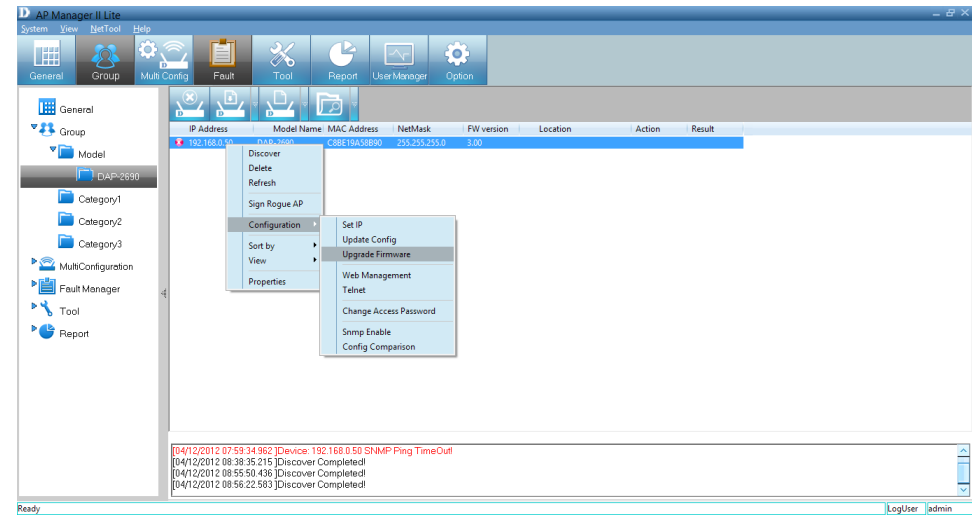 D AP Manager II Lite
System View NetTool Help
General Group Multi Config Fault Tool Report User Manager Option
General
Group
Model
DAP-2690
Category1
Category2
Category3
MultiConfiguration
Fault Manager
Tool
Report
IP Address Model Name MAC Address NetMask FW version Location Action Result
192.168.0.50 DAP-2690 C8BE19A58B90 255.255.255.0 3.00
Discover
Delete
Refresh
Sign Rogue AP
Configuration
Sort by
View
Properties
Set IP
Update Config
Upgrade Firmware
Web Management
Telnet
Change Access Password
Snmp Enable
Config Comparison
[04/12/2012 07:59:34.962 ]Device: 192.168.0.50 SNMP Ping TimeOut!
[04/12/2012 08:38:35.215 ]Discover Completed!
[04/12/2012 08:55:50.436 ]Discover Completed!
[04/12/2012 08:56:22.583 ]Discover Completed!
Ready LogUser admin